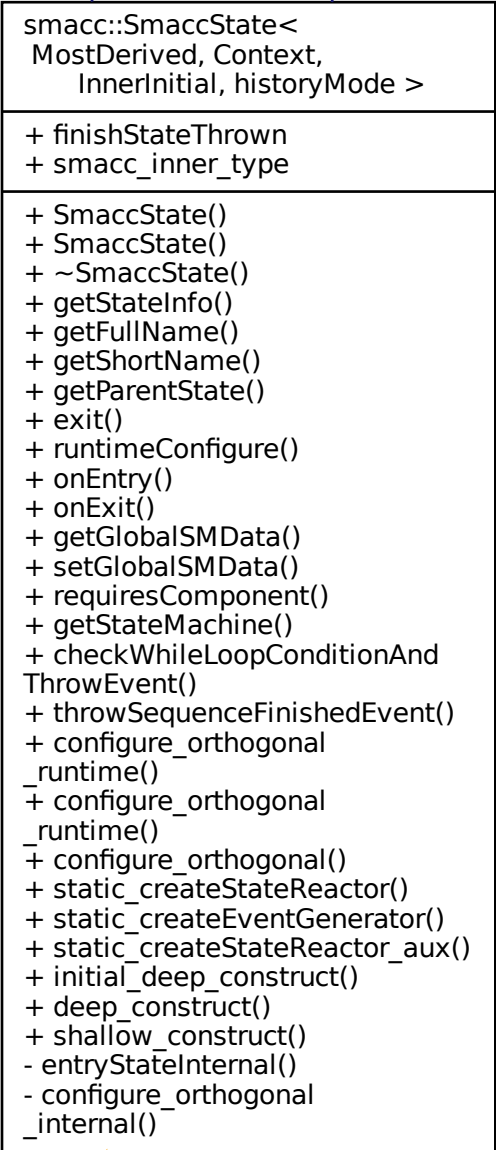 smacc::SmaccState<
MostDerived, Context,
InnerInitial, historyMode >
+ finishStateThrown
+ smacc_inner_type
+ SmaccState()
+ SmaccState()
+ ~SmaccState()
+ getStateInfo()
+ getFullName()
+ getShortName()
+ getParentState()
+ exit()
+ runtimeConfigure()
+ onEntry()
+ onExit()
+ getGlobalSMData()
+ setGlobalSMData()
+ requiresComponent()
+ getStateMachine()
+ checkWhileLoopConditionAnd
ThrowEvent()
+ throwSequenceFinishedEvent()
+ configure_orthogonal
_runtime()
+ configure_orthogonal
_runtime()
+ configure_orthogonal()
+ static_createStateReactor()
+ static_createEventGenerator()
+ static_createStateReactor_aux()
+ initial_deep_construct()
+ deep_construct()
+ shallow_construct()
- entryStateInternal()
- configure_orthogonal
_internal()